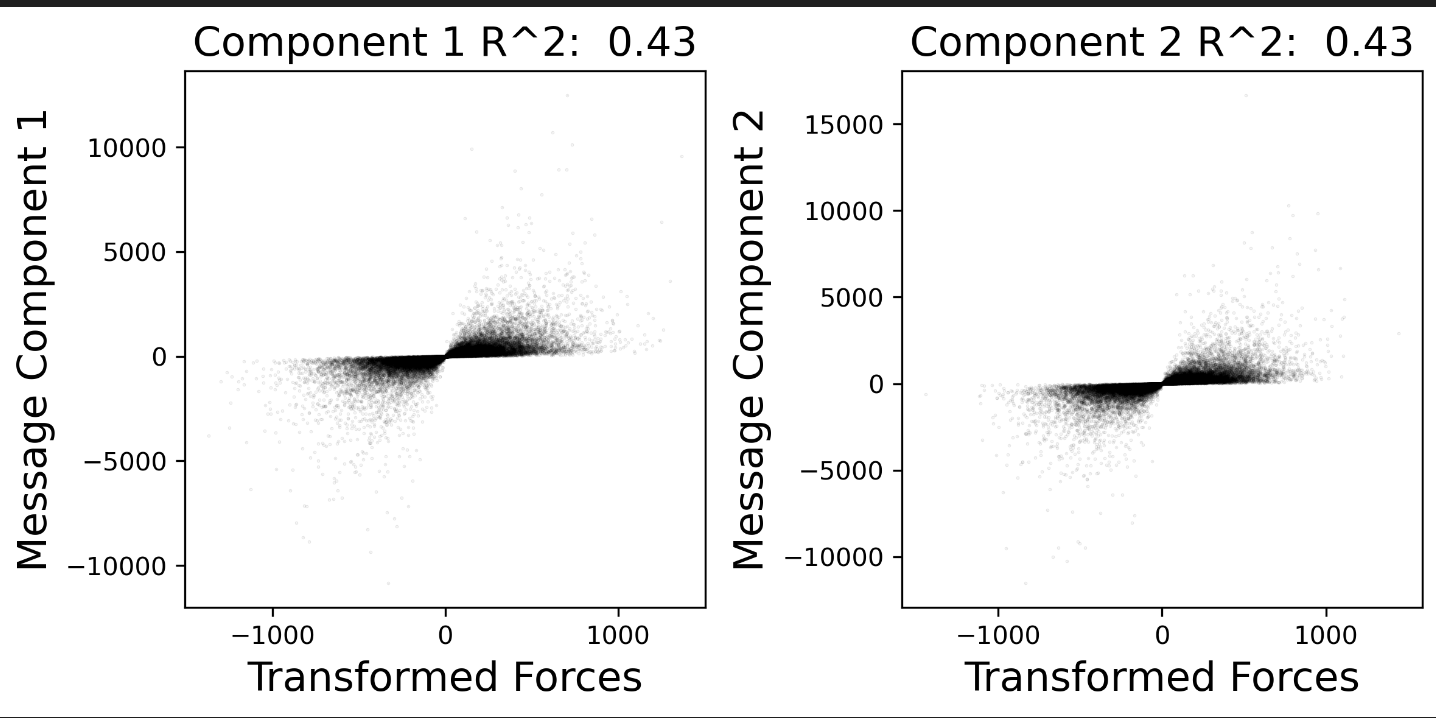 Component 1 R^2:  0.43
Message Component 1
10000
5000
0
−5000
−10000
−1000
0
1000
Transformed Forces
Component 2 R^2:  0.43
Message Component 2
15000
10000
5000
0
−5000
−10000
−1000
0
1000
Transformed Forces